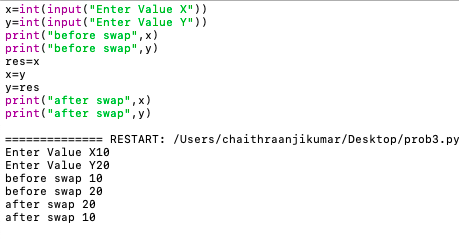 x=int(input("Enter Value X"))
y=int(input("Enter Value Y"))
print("before swap",x)
print("before swap",y)
res=x
x=y
y=res
print("after swap",x)
print("after swap",y)
============== RESTART: /Users/chaithraanjikumar/Desktop/prob3.py
Enter Value X10
Enter Value Y20
before swap 10
before swap 20
after swap 20
after swap 10